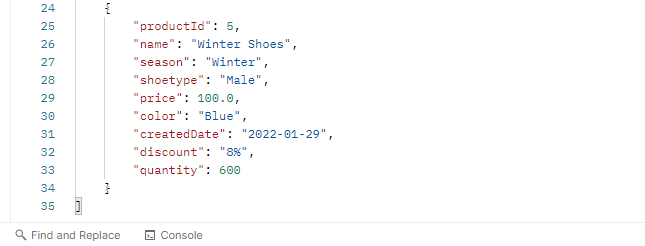 24 {
25 "productId": 5,
26 "name": "Winter Shoes",
27 "season": "Winter",
28 "shoetype": "Male",
29 "price": 100.0,
30 "color": "Blue",
31 "createdDate": "2022-01-29",
32 "discount": "8%",
33 "quantity": 600
34 }
35 ]
Find and Replace Console